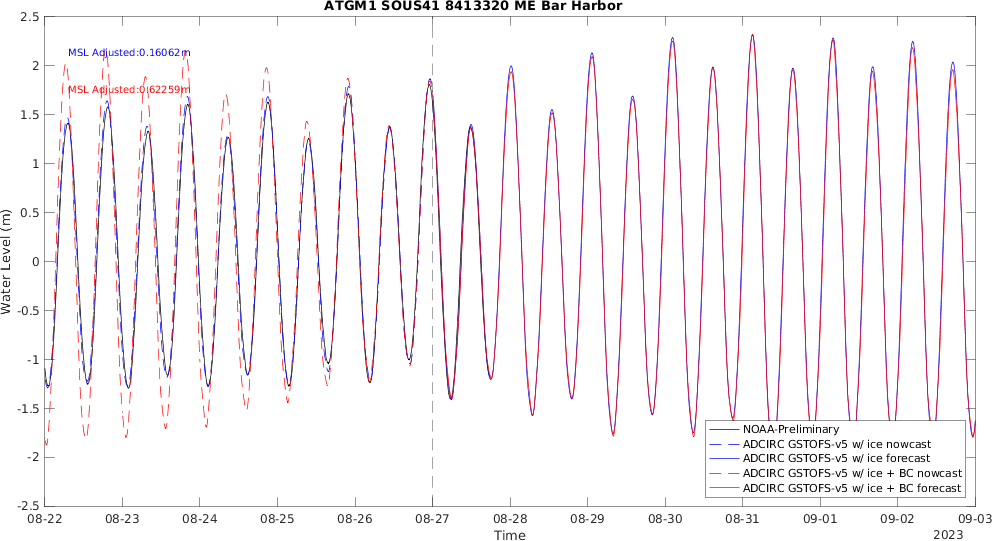 ATGM1 SOUS41 8413320 ME Bar Harbor
2.5
2
1.5
1
0.5
0
-0.5
-1
-1.5
-2
-2.5
Water Level (m)
MSL Adjusted:0.16062m
MSL Adjusted:0.62259m
NOAA-Preliminary
ADCIRC GSTOFS-v5 w/ ice nowcast
ADCIRC GSTOFS-v5 w/ ice forecast
ADCIRC GSTOFS-v5 w/ ice + BC nowcast
ADCIRC GSTOFS-v5 w/ ice + BC forecast
08-22 08-23 08-24 08-25 08-26 08-27 08-28 08-29 08-30 08-31 09-01 09-02 09-03
Time
2023